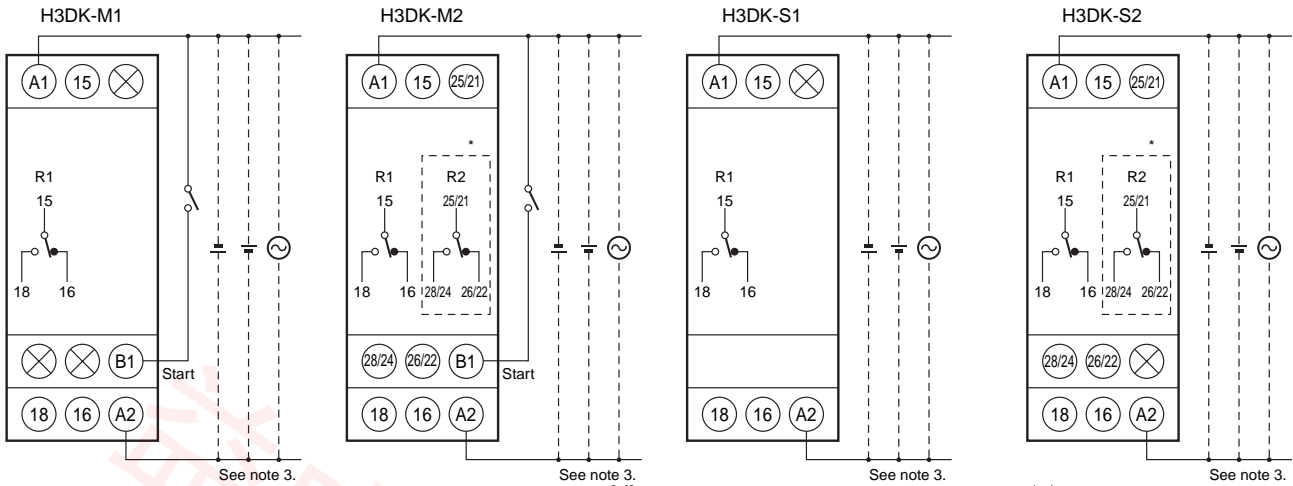 H3DK-M1
A1 15
R1
15
18 16
B1
Start
18 16 A2
See note 3.
H3DK-M2
A1 15 25/21
*
R1 R2
15 25/21
18 16 28/24 26/22
28/24 26/22 B1
Start
18 16 A2
See note 3.
H3DK-S1
A1 15
R1
15
18 16
18 16 A2
See note 3.
H3DK-S2
A1 15 25/21
*
R1 R2
15 25/21
18 16 28/24 26/22
28/24 26/22
18 16 A2
See note 3.